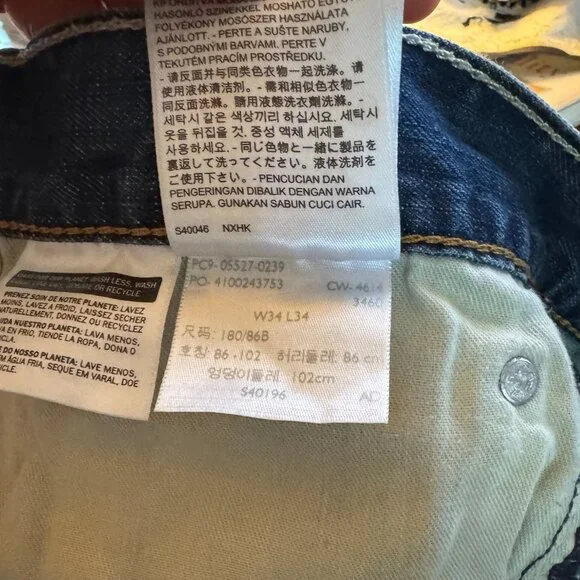 HASONLÓ SZÍNEKKEL MOSHATÓ EGYÜTT
FOLYÉKONY MOSÓSZER HASZNÁLATA
AJÁNLOTT. - PERTE A SUŠTE NARUBY,
S PODOBNÝMI BARVAMI. PERTE V
TEKUTÉM PRACÍM PROSTŘEDKU.
- 请反面并与同类色衣物一起洗涤。请
使用液体清洁剂。- 需和相似色衣物一
同反面洗滌。請用液態洗衣劑洗滌。-
세탁시 같은 색상끼리 하십시요. 세탁시
옷을 뒤집을 것. 중성 액체 세제를
사용하세요. - 同じ色の衣物と一緒に製品を
裏返して洗ってください。液体洗剤を
ご使用下さい。- PENCUCIAN DAN
PENGERINGAN DIBALIK DENGAN WARNA
SERUPA. GUNAKAN SABUN CUCI CAIR.
S40046 NXHK
PC9- 05527-0239
PO- 4100243753 CW- 4614
3460
W34 L34
尺码: 180/86B
호칭 86 -102 허리둘레: 86 cm
엉덩이둘레: 102cm
S40196 AD
WASH LESS, WASH
OR RECYCLE
PRENEZ SOIN DE NOTRE PLANÈTE: LAVEZ
MOINS, LAVEZ À FROID, LAISSEZ SÉCHER
NATURELLEMENT, DONNEZ OU RECYCLEZ
NUESTRO PLANETA: LAVA MENOS,
EN FRÍO, TIENDE LA ROPA, DONA O
DO NOSSO PLANETA: LAVE MENOS,
EM ÁGUA FRIA, SEQUE EM VARAL, DOE